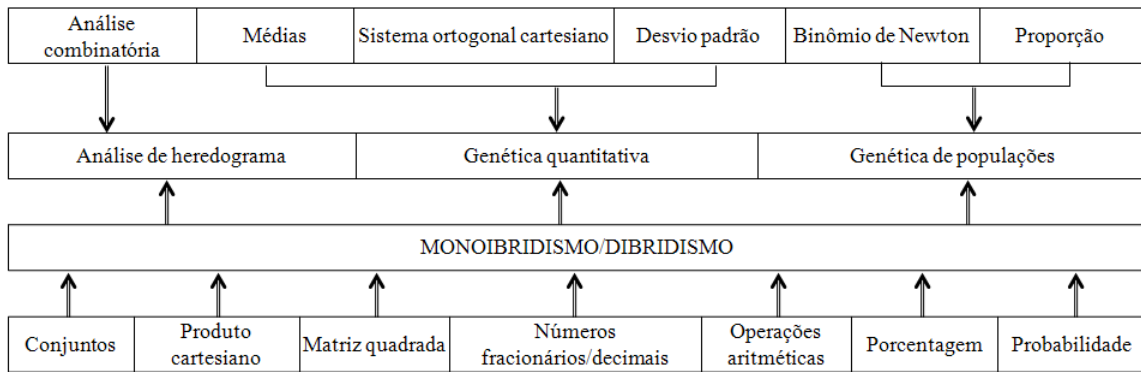 Análise
combinatória
Médias
Sistema ortogonal cartesiano
Desvio padrão
Binômio de Newton
Proporção
Análise de heredograma
Genética quantitativa
Genética de populações
MONOIBRIDISMO/DIBRIDISMO
Conjuntos
Produto
cartesiano
Matriz quadrada
Números
fracionários/decimais
Operações
aritméticas
Porcentagem
Probabilidade